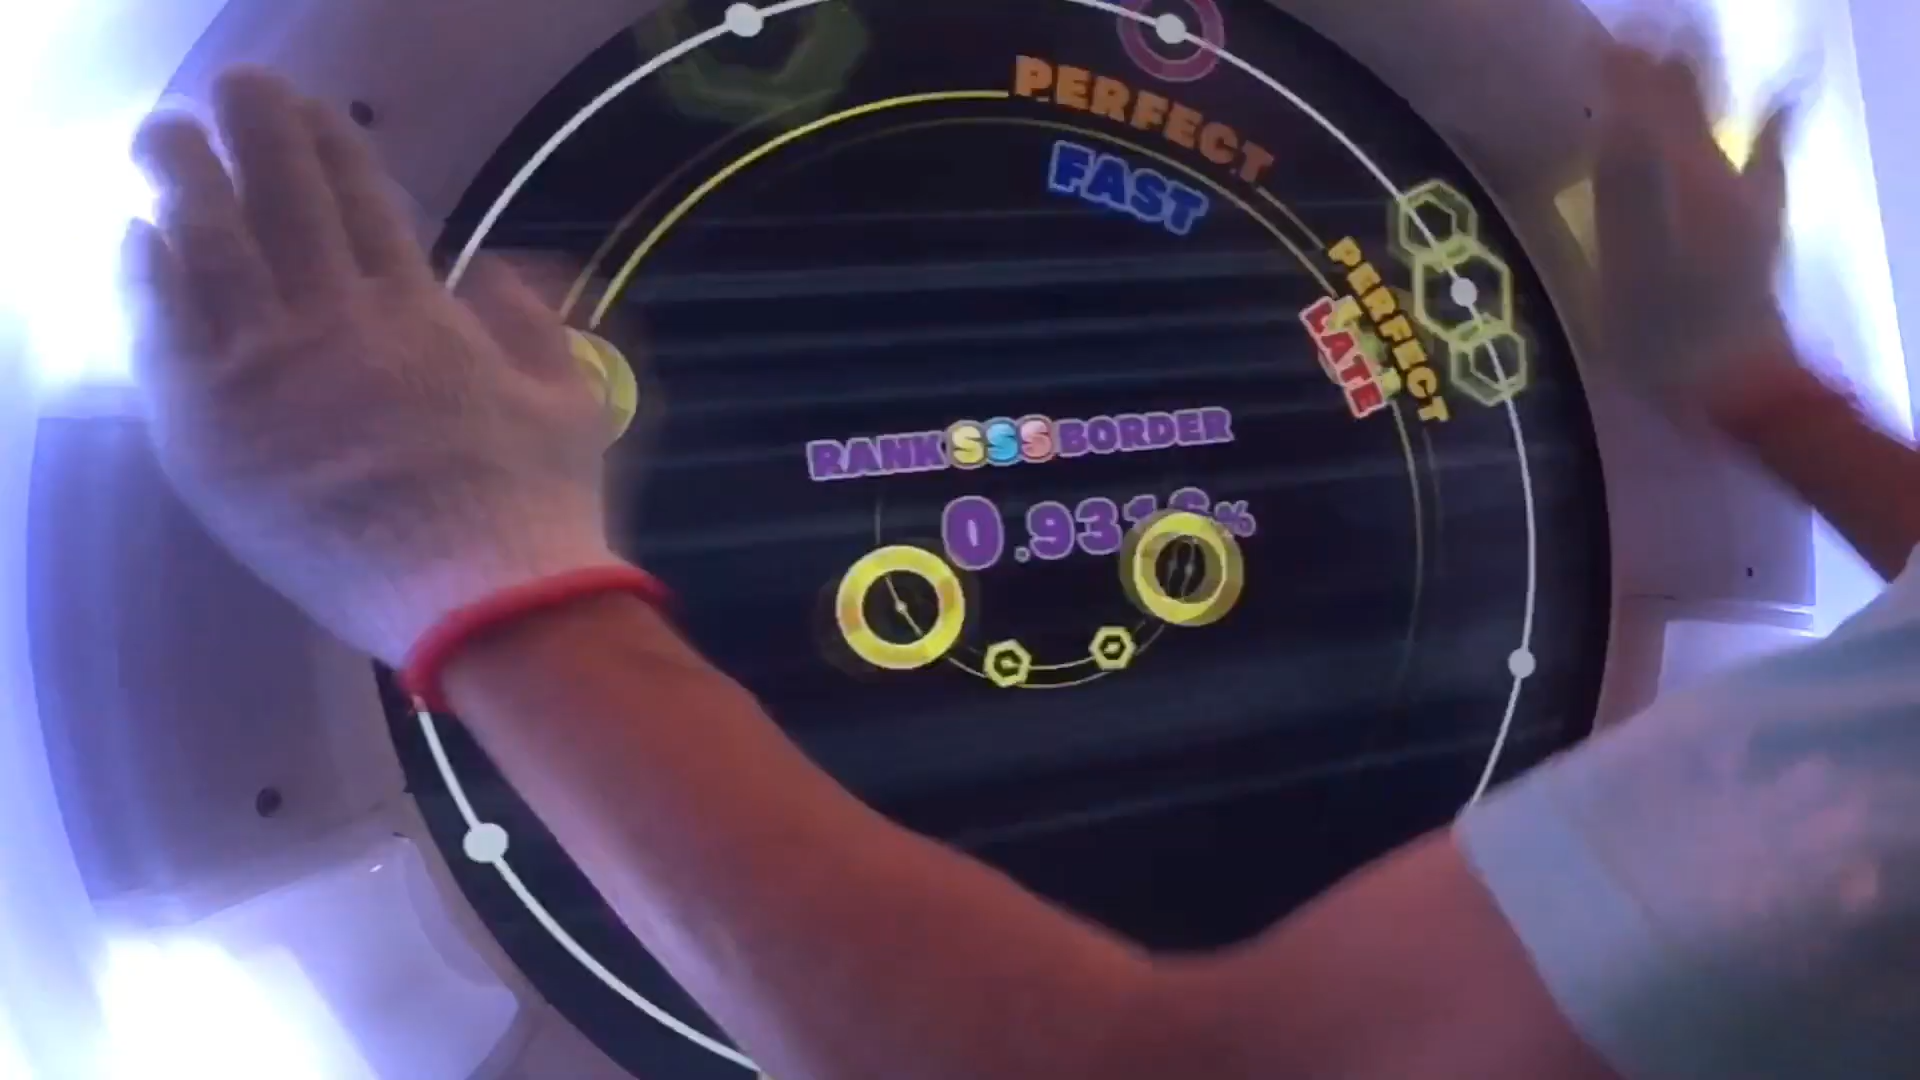 PERFECT
FAST
PERFECT
LATE
RANK SSS BORDER